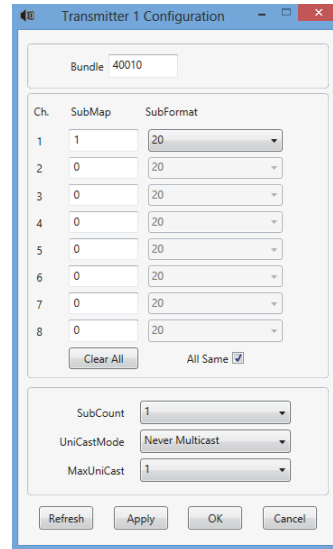 Transmitter 1 Configuration
Bundle 40010
Ch. SubMap SubFormat
1 1 20
2 0 20
3 0 20
4 0 20
5 0 20
6 0 20
7 0 20
8 0 20
Clear All All Same
SubCount 1
UniCastMode Never Multicast
MaxUniCast 1
Refresh Apply OK Cancel